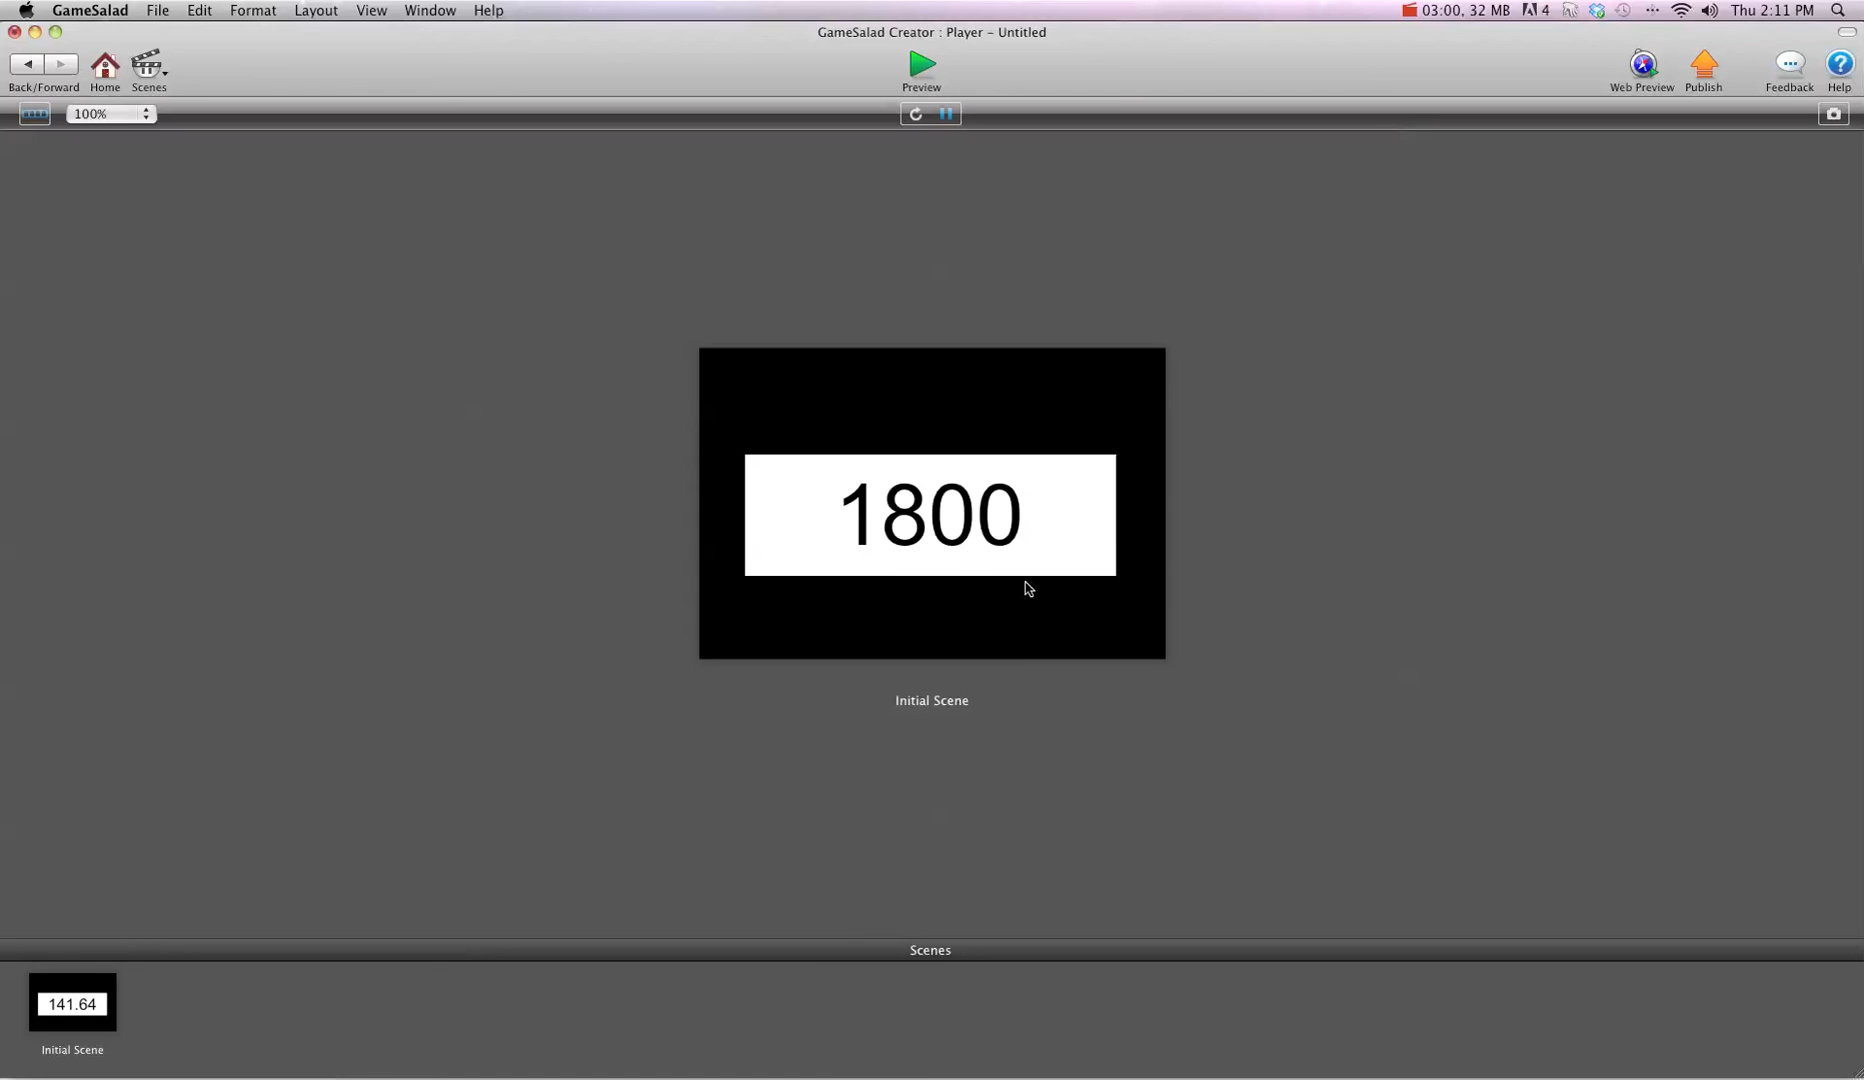 GameSalad File Edit Format Layout View Window Help 03:00, 32 MB 4 Thu 2:11 PM
GameSalad Creator : Player – Untitled
Back/Forward Home Scenes Preview Web Preview Publish Feedback Help
100%
1800
Initial Scene
Scenes
141.64
Initial Scene